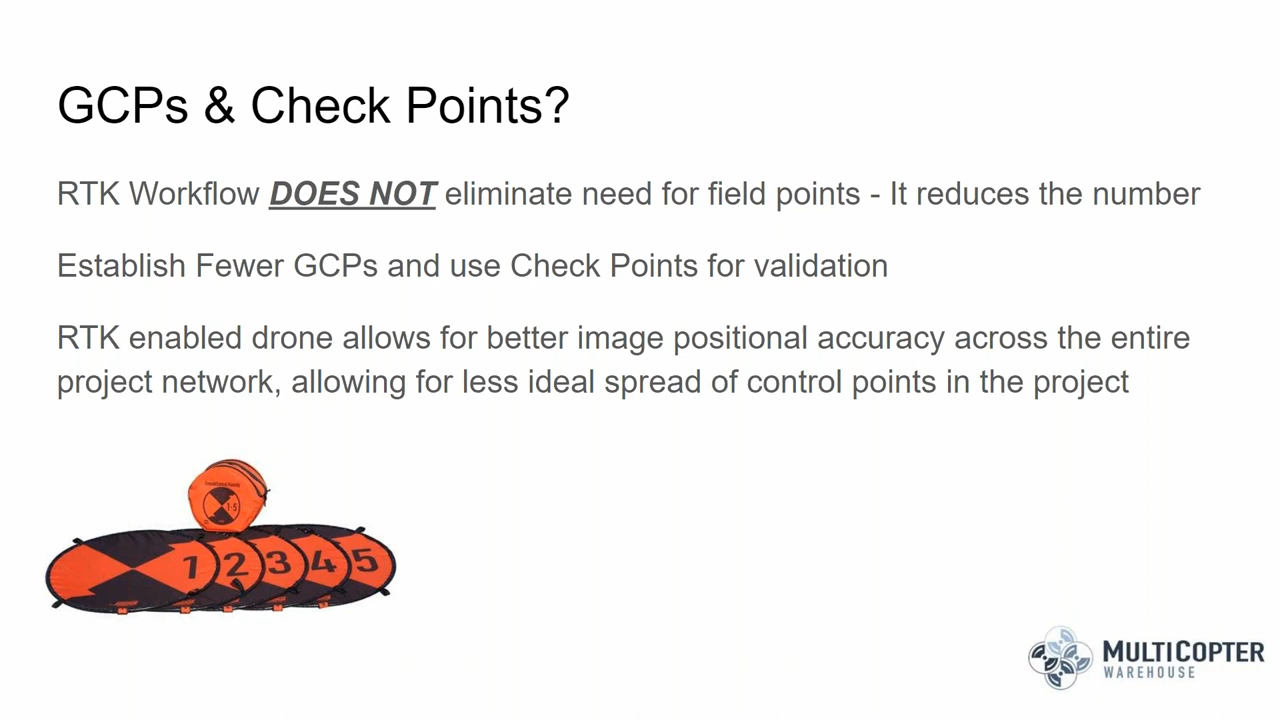 GCPs & Check Points?
RTK Workflow DOES NOT eliminate need for field points - It reduces the number
Establish Fewer GCPs and use Check Points for validation
RTK enabled drone allows for better image positional accuracy across the entire
project network, allowing for less ideal spread of control points in the project
1-5
1 2 3 4 5
MULTICOPTER
WAREHOUSE